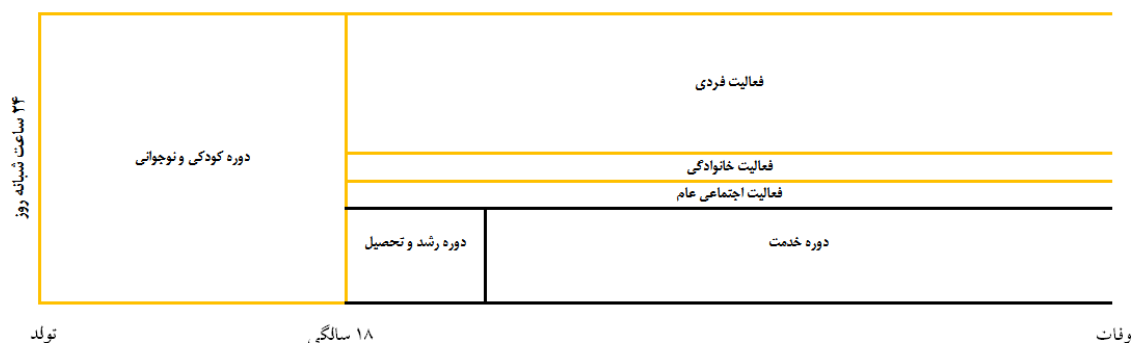 فعالیت فردی
۲۴ ساعت شبانه روز
دوره کودکی و نوجوانی
فعالیت خانوادگی
فعالیت اجتماعی عام
دوره خدمت
دوره رشد و تحصیل
تولد
۱۸ سالگی
وفات